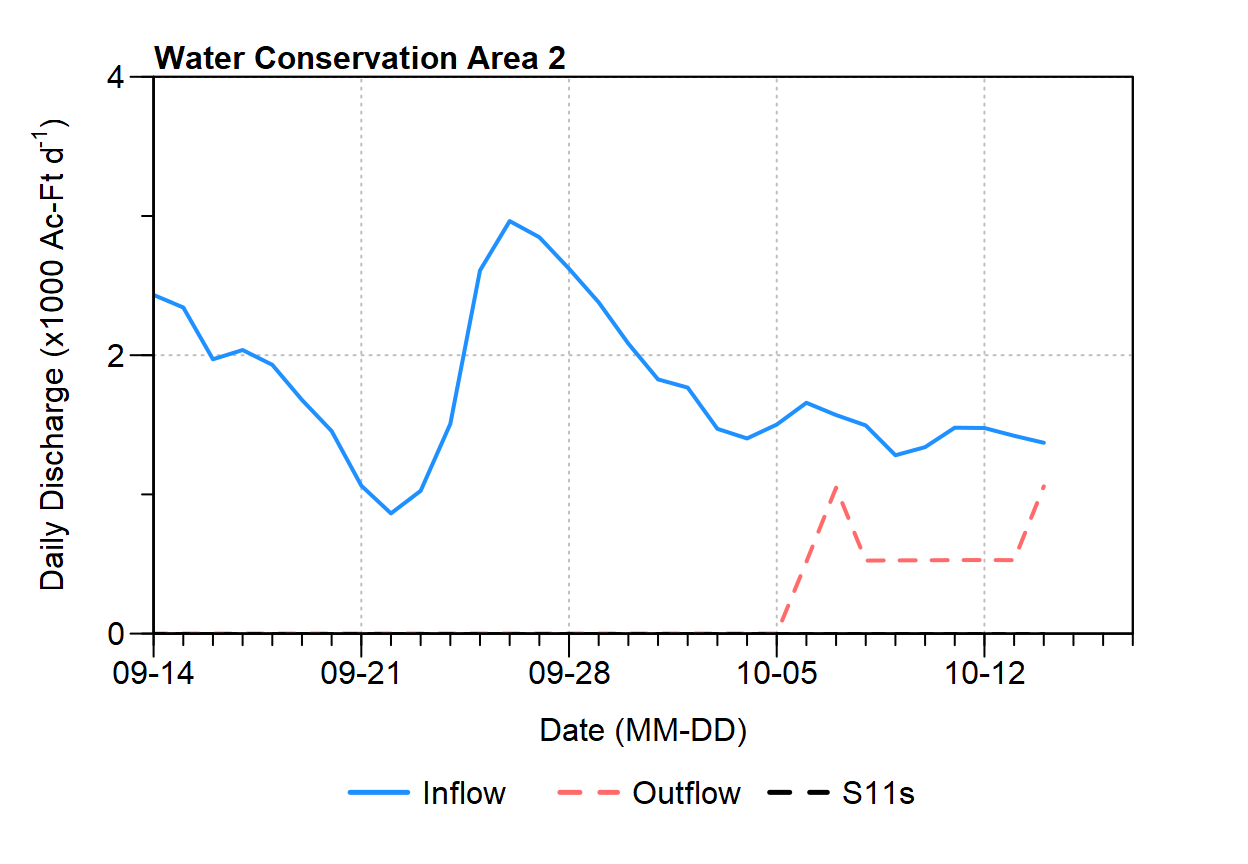 Water Conservation Area 2
Daily Discharge (x1000 Ac-Ft d⁻¹)
4
2
0
09-14 09-21 09-28 10-05 10-12
Date (MM-DD)
Inflow Outflow S11s